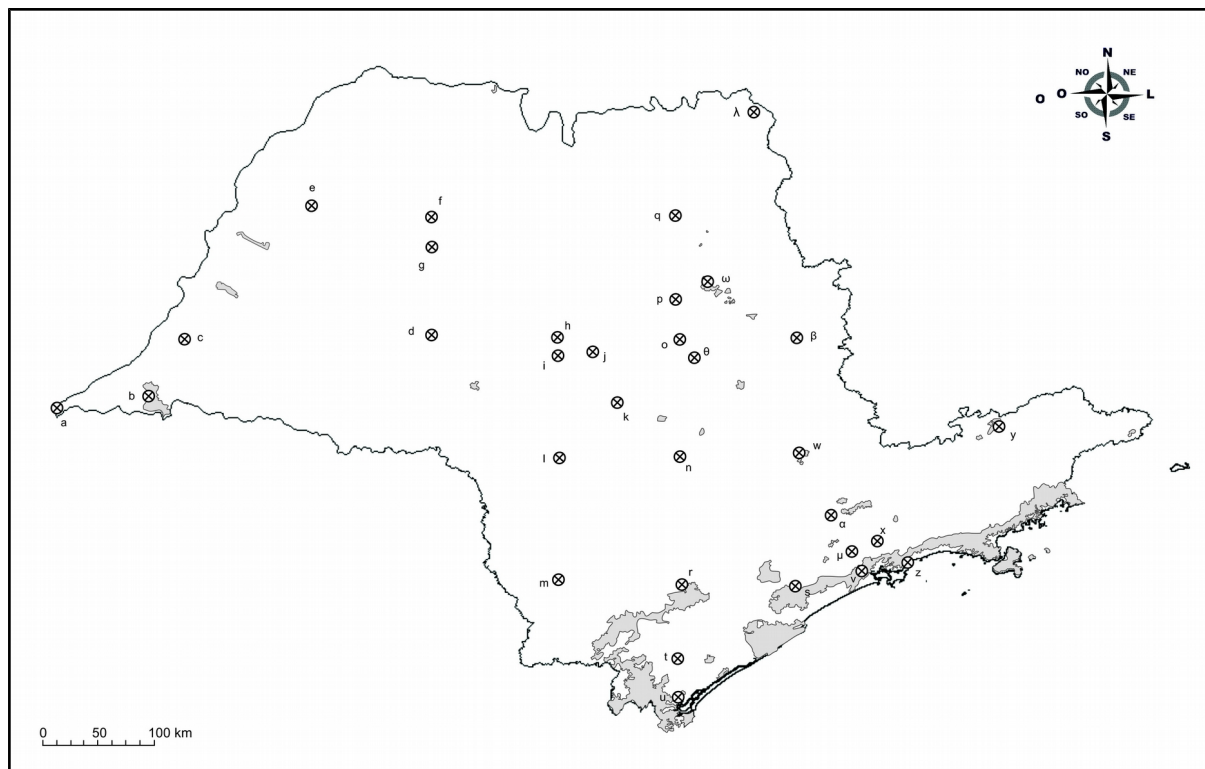 N
NO NE
O O L
SO SE
S
λ
e
f
q
g
ω
p
d
h
c
o
β
j
i
θ
b
k
a
y
w
l
n
α
x
μ
v
z
m
r
s
t
u
0 50 100 km